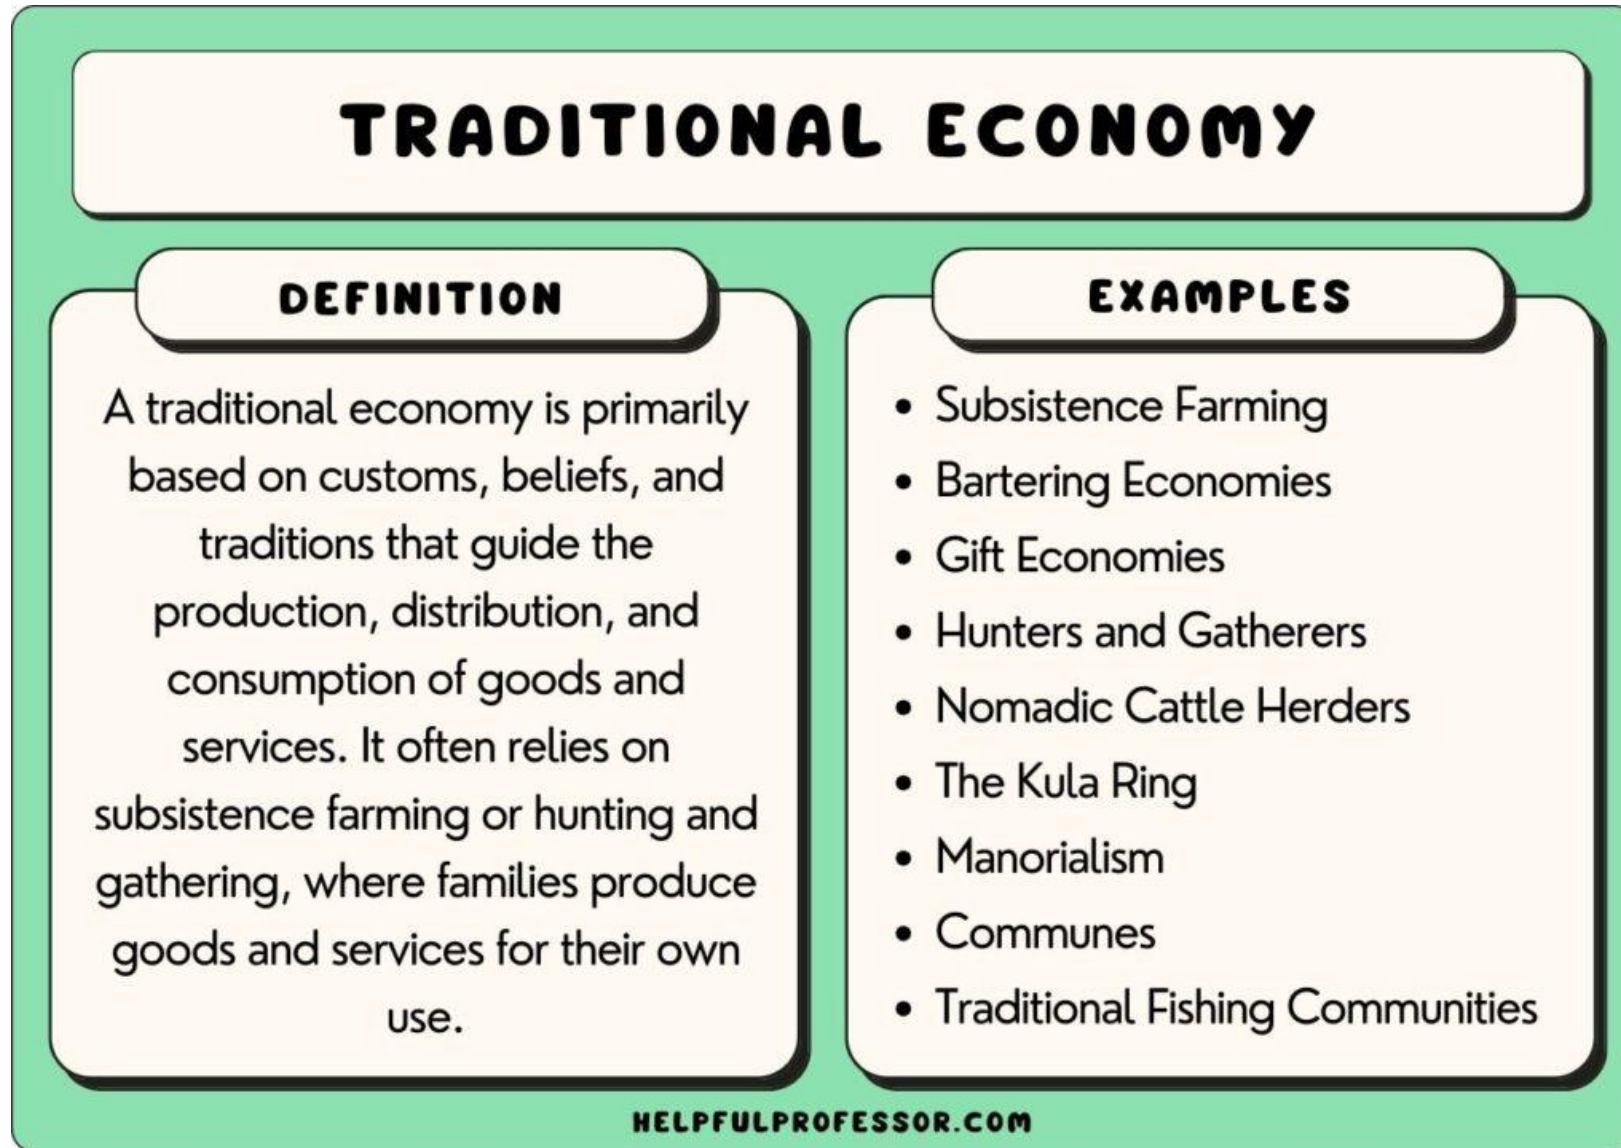 TRADITIONAL ECONOMY
DEFINITION
A traditional economy is primarily
based on customs, beliefs, and
traditions that guide the
production, distribution, and
consumption of goods and
services. It often relies on
subsistence farming or hunting and
gathering, where families produce
goods and services for their own
use.
EXAMPLES
• Subsistence Farming
• Bartering Economies
• Gift Economies
• Hunters and Gatherers
• Nomadic Cattle Herders
• The Kula Ring
• Manorialism
• Communes
• Traditional Fishing Communities
HELPFULPROFESSOR.COM